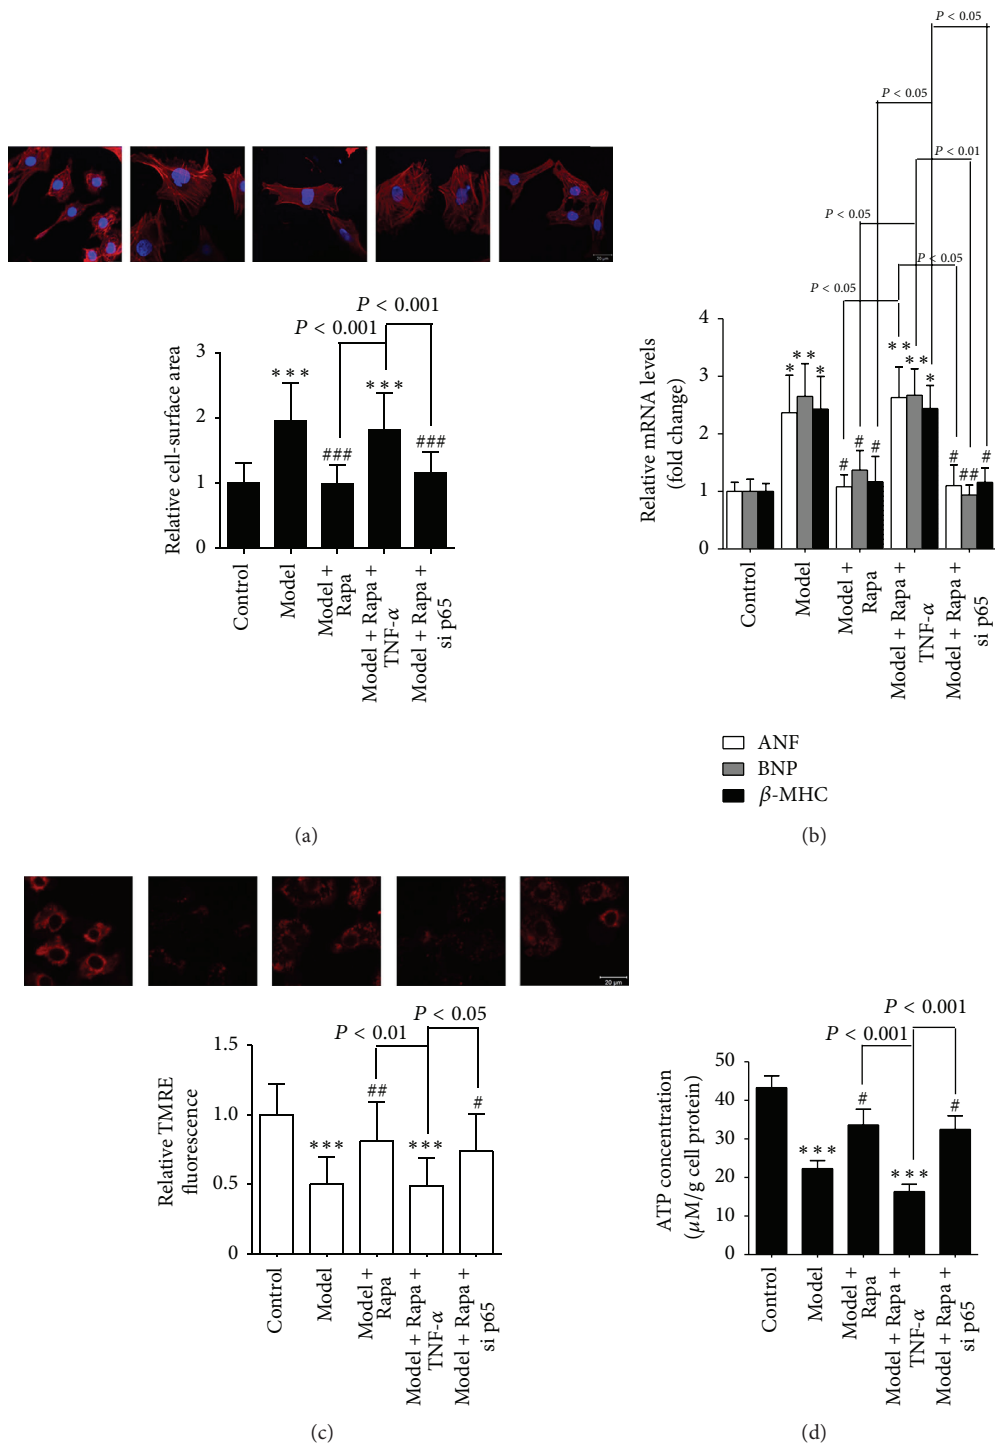 20 µm
P < 0.001
P < 0.001
Relative cell-surface area
3
2
1
0
***
###
***
###
Control
Model
Model +
Rapa
Model + Rapa +
TNF-α
Model + Rapa +
si p65
(a)
P < 0.05
P < 0.05
P < 0.01
P < 0.05
P < 0.05
P < 0.05
Relative mRNA levels
(fold change)
4
3
2
1
0
*
**
*
#
#
#
**
**
*
#
##
#
Control
Model
Model +
Rapa
Model + Rapa +
TNF-α
Model + Rapa +
si p65
ANF
BNP
β-MHC
(b)
20 µm
P < 0.05
P < 0.01
Relative TMRE
fluorescence
1.5
1.0
0.5
0
***
##
***
#
Control
Model
Model +
Rapa
Model + Rapa +
TNF-α
Model + Rapa +
si p65
(c)
P < 0.001
P < 0.001
ATP concentration
(µM/g cell protein)
50
40
30
20
10
0
***
#
***
#
Control
Model
Model +
Rapa
Model + Rapa +
TNF-α
Model + Rapa +
si p65
(d)